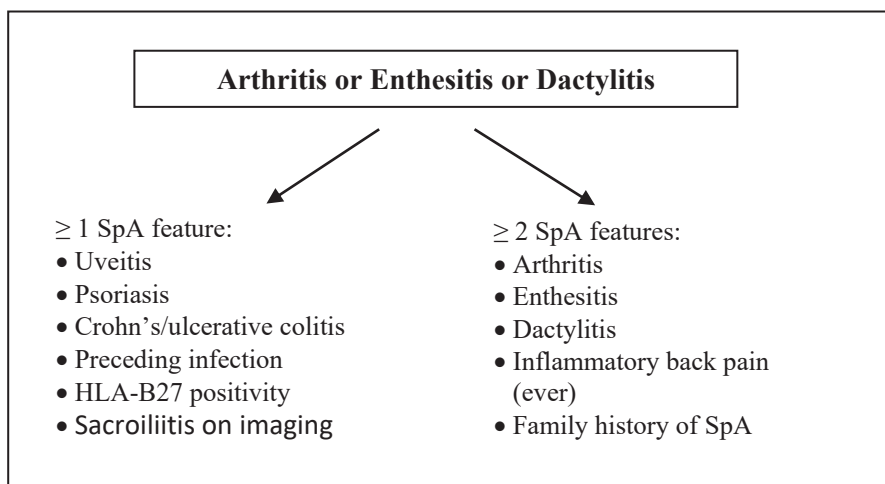 Arthritis or Enthesitis or Dactylitis
≥ 1 SpA feature:
• Uveitis
• Psoriasis
• Crohn’s/ulcerative colitis
• Preceding infection
• HLA-B27 positivity
• Sacroiliitis on imaging
≥ 2 SpA features:
• Arthritis
• Enthesitis
• Dactylitis
• Inflammatory back pain
(ever)
• Family history of SpA